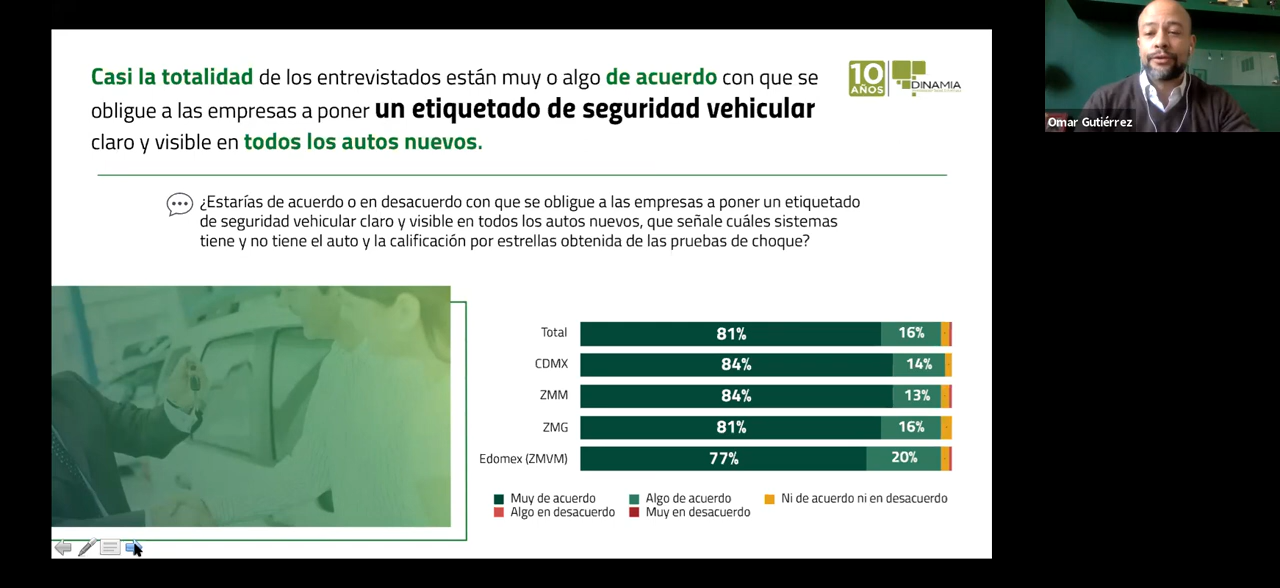 Casi la totalidad de los entrevistados están muy o algo de acuerdo con que se
obligue a las empresas a poner un etiquetado de seguridad vehicular
claro y visible en todos los autos nuevos.
10
AÑOS
DINAMIA
¿Estarías de acuerdo o en desacuerdo con que se obligue a las empresas a poner un etiquetado
de seguridad vehicular claro y visible en todos los autos nuevos, que señale cuáles sistemas
tiene y no tiene el auto y la calificación por estrellas obtenida de las pruebas de choque?
Total 81% 16%
CDMX 84% 14%
ZMM 84% 13%
ZMG 81% 16%
Edomex (ZMVM) 77% 20%
Muy de acuerdo Algo de acuerdo Ni de acuerdo ni en desacuerdo
Algo en desacuerdo Muy en desacuerdo
Omar Gutiérrez